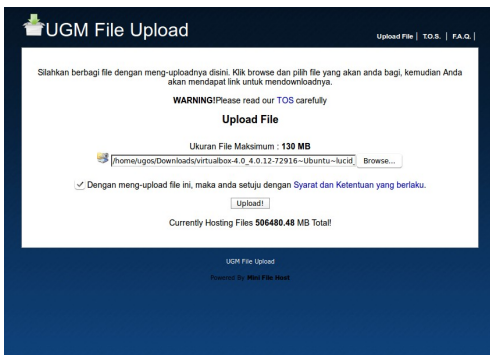 UGM File Upload
Upload File | T.O.S. | F.A.Q. |
Silahkan berbagi file dengan meng-uploadnya disini. Klik browse dan pilih file yang akan anda bagi, kemudian Anda
akan mendapat link untuk mendownloadnya.
WARNING!Please read our TOS carefully
Upload File
Ukuran File Maksimum : 130 MB
/home/ugos/Downloads/virtualbox-4.0_4.0.12-72916~Ubuntu~lucid_ Browse...
Dengan meng-upload file ini, maka anda setuju dengan Syarat dan Ketentuan yang berlaku.
Upload!
Currently Hosting Files 506480.48 MB Total!
UGM File Upload
Powered By Mini File Host